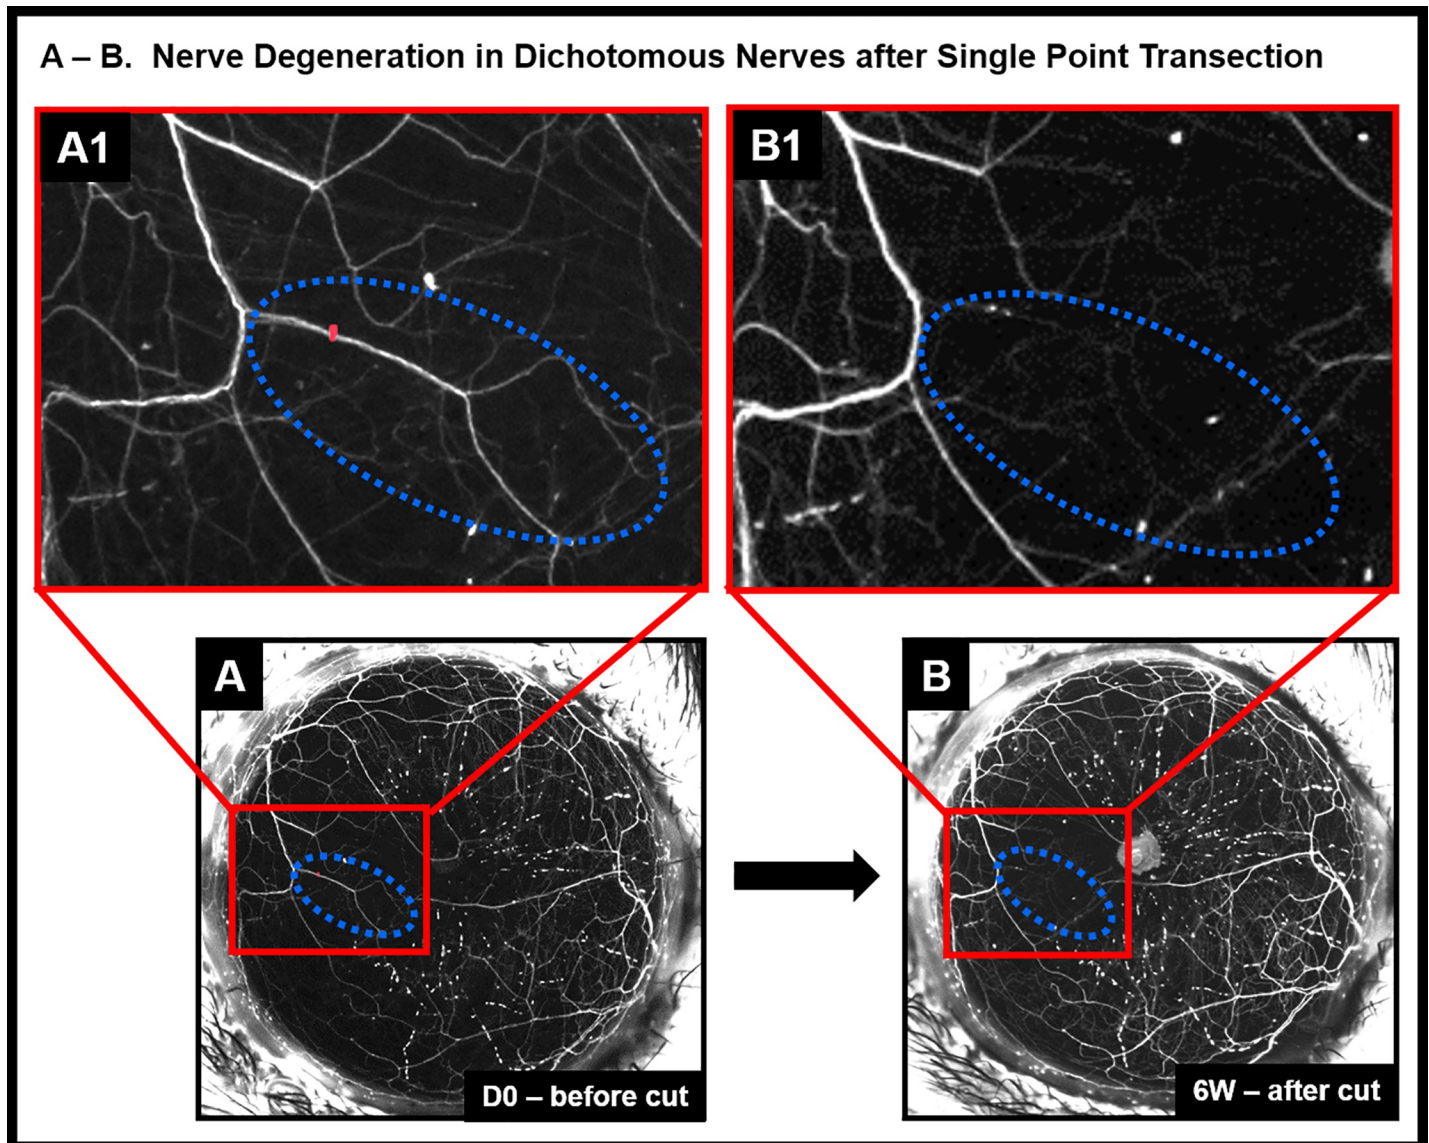 A – B. Nerve Degeneration in Dichotomous Nerves after Single Point Transection
A1
B1
A
B
D0 – before cut
6W – after cut